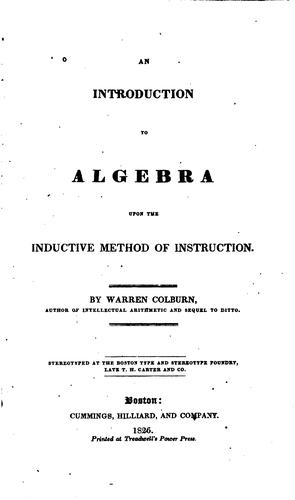 AN
INTRODUCTION
TO
ALGEBRA
UPON THE
INDUCTIVE METHOD OF INSTRUCTION.
BY WARREN COLBURN,
AUTHOR OF INTELLECTUAL ARITHMETIC AND SEQUEL TO DITTO.
STEREOTYPED AT THE BOSTON TYPE AND STEREOTYPE FOUNDRY,
LATE T. H. CARTER AND CO.
Boston:
CUMMINGS, HILLIARD, AND COMPANY.
1825.
Printed at Treadwell's Power Press.